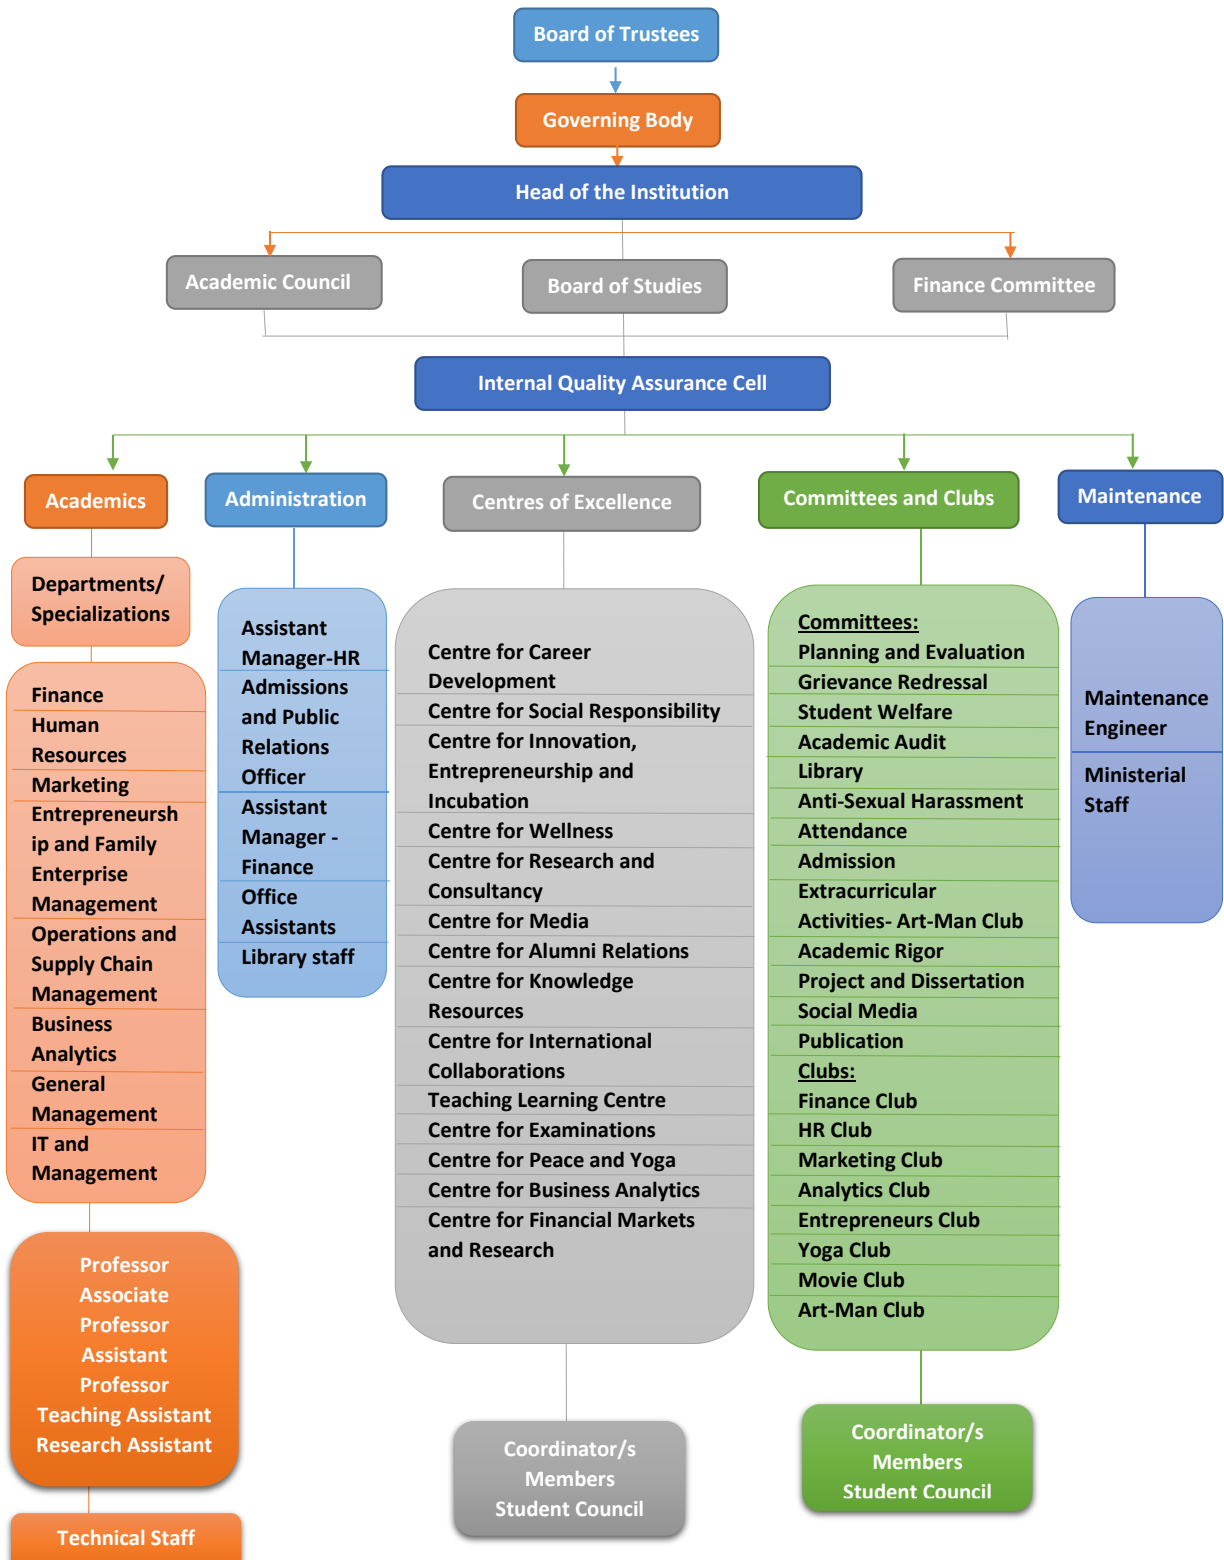 Board of Trustees
Governing Body
Head of the Institution
Academic Council
Board of Studies
Finance Committee
Internal Quality Assurance Cell
Academics
Administration
Centres of Excellence
Committees and Clubs
Maintenance
Departments/
Specializations
Finance
Human
Resources
Marketing
Entrepreneursh
ip and Family
Enterprise
Management
Operations and
Supply Chain
Management
Business
Analytics
General
Management
IT and
Management
Professor
Associate
Professor
Assistant
Professor
Teaching Assistant
Research Assistant
Technical Staff
Assistant
Manager-HR
Admissions
and Public
Relations
Officer
Assistant
Manager -
Finance
Office
Assistants
Library staff
Centre for Career
Development
Centre for Social Responsibility
Centre for Innovation,
Entrepreneurship and
Incubation
Centre for Wellness
Centre for Research and
Consultancy
Centre for Media
Centre for Alumni Relations
Centre for Knowledge
Resources
Centre for International
Collaborations
Teaching Learning Centre
Centre for Examinations
Centre for Peace and Yoga
Centre for Business Analytics
Centre for Financial Markets
and Research
Coordinator/s
Members
Student Council
Committees:
Planning and Evaluation
Grievance Redressal
Student Welfare
Academic Audit
Library
Anti-Sexual Harassment
Attendance
Admission
Extracurricular
Activities- Art-Man Club
Academic Rigor
Project and Dissertation
Social Media
Publication
Clubs:
Finance Club
HR Club
Marketing Club
Analytics Club
Entrepreneurs Club
Yoga Club
Movie Club
Art-Man Club
Coordinator/s
Members
Student Council
Maintenance
Engineer
Ministerial
Staff